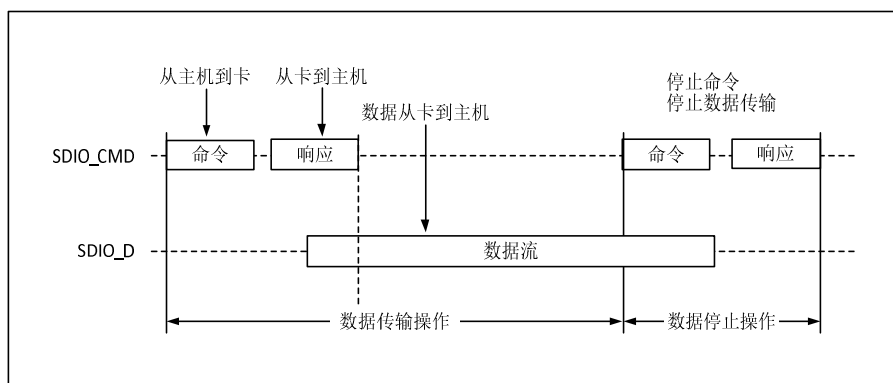 从主机到卡
从卡到主机
数据从卡到主机
停止命令
停止数据传输
SDIO_CMD
命令
响应
命令
响应
SDIO_D
数据流
数据传输操作
数据停止操作